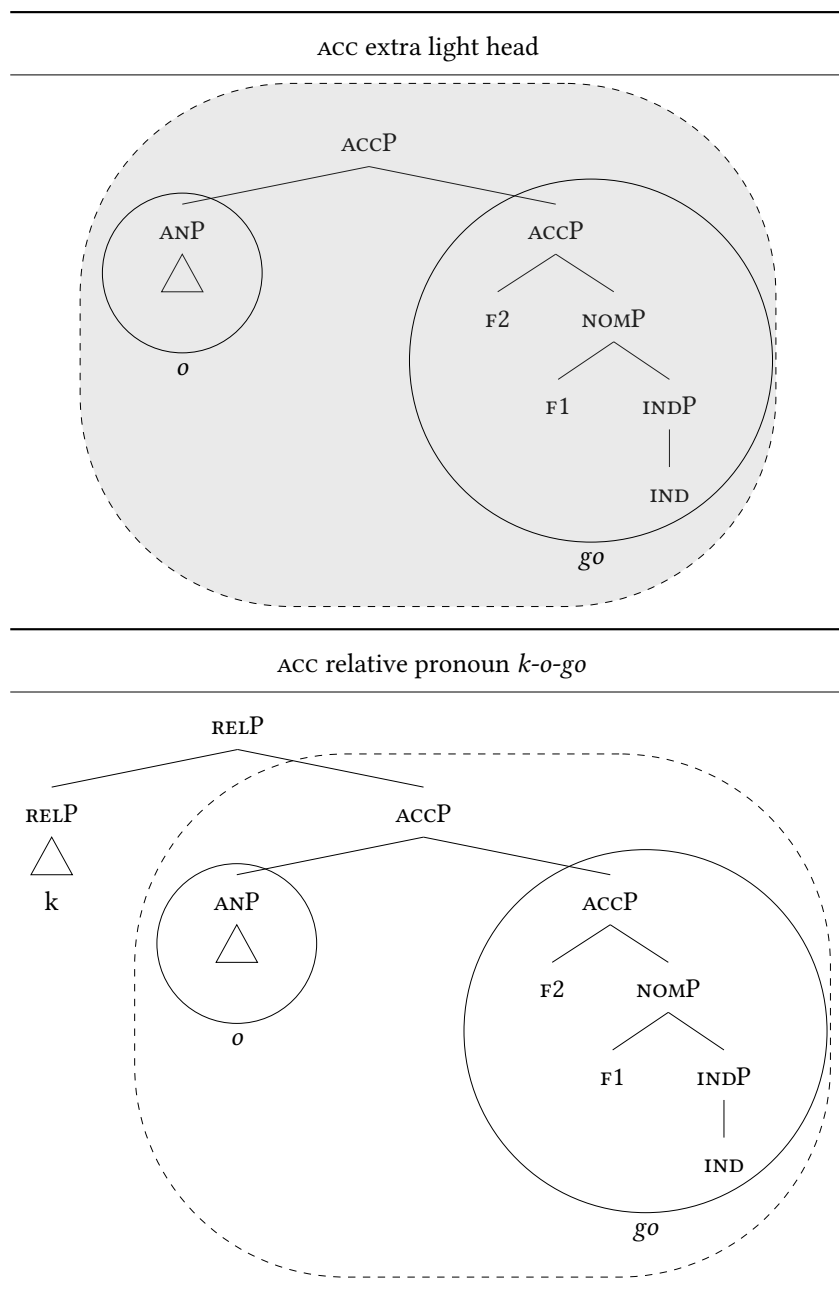 ACC extra light head
ACCP
ANP ACCP
F2 NOMP
o
F1 INDP
IND
go
ACC relative pronoun k-o-go
RELP
RELP ACCP
k ANP ACCP
F2 NOMP
o
F1 INDP
IND
go